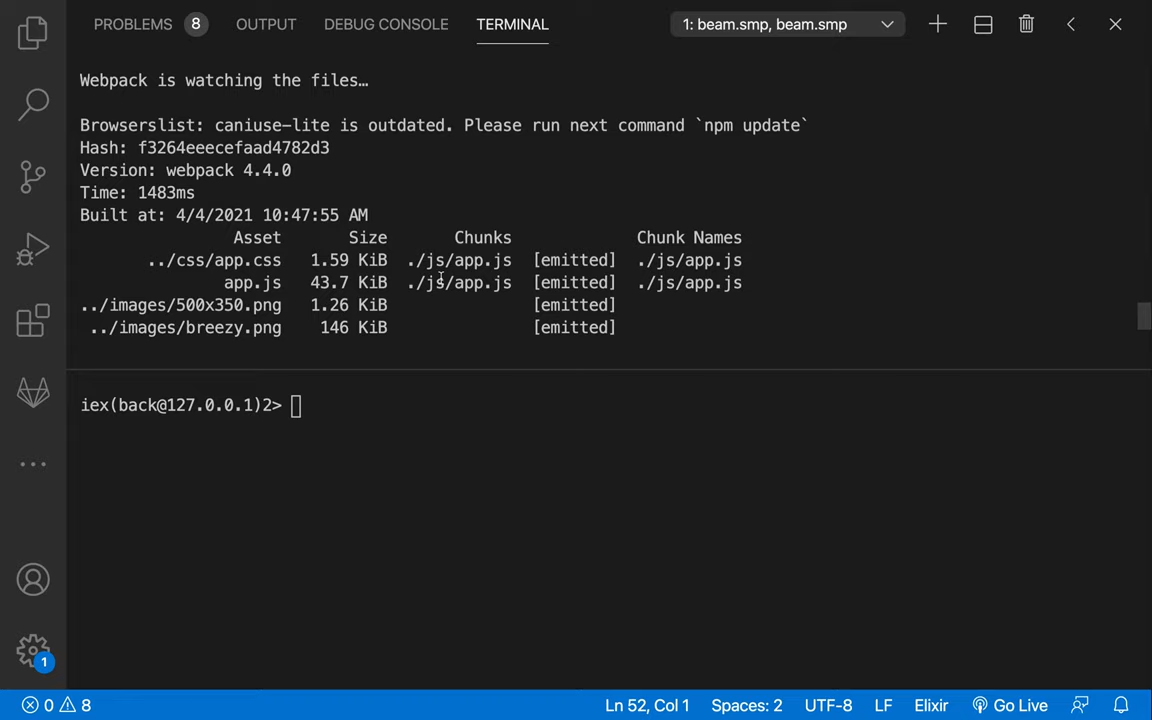 PROBLEMS 8 OUTPUT DEBUG CONSOLE TERMINAL 1: beam.smp, beam.smp
Webpack is watching the files…
Browserslist: caniuse-lite is outdated. Please run next command `npm update`
Hash: f3264eeecefaad4782d3
Version: webpack 4.4.0
Time: 1483ms
Built at: 4/4/2021 10:47:55 AM
Asset Size Chunks Chunk Names
../css/app.css 1.59 KiB ./js/app.js [emitted] ./js/app.js
app.js 43.7 KiB ./js/app.js [emitted] ./js/app.js
../images/500x350.png 1.26 KiB [emitted]
../images/breezy.png 146 KiB [emitted]
iex(back@127.0.0.1)2>
1
0 8 Ln 52, Col 1 Spaces: 2 UTF-8 LF Elixir Go Live